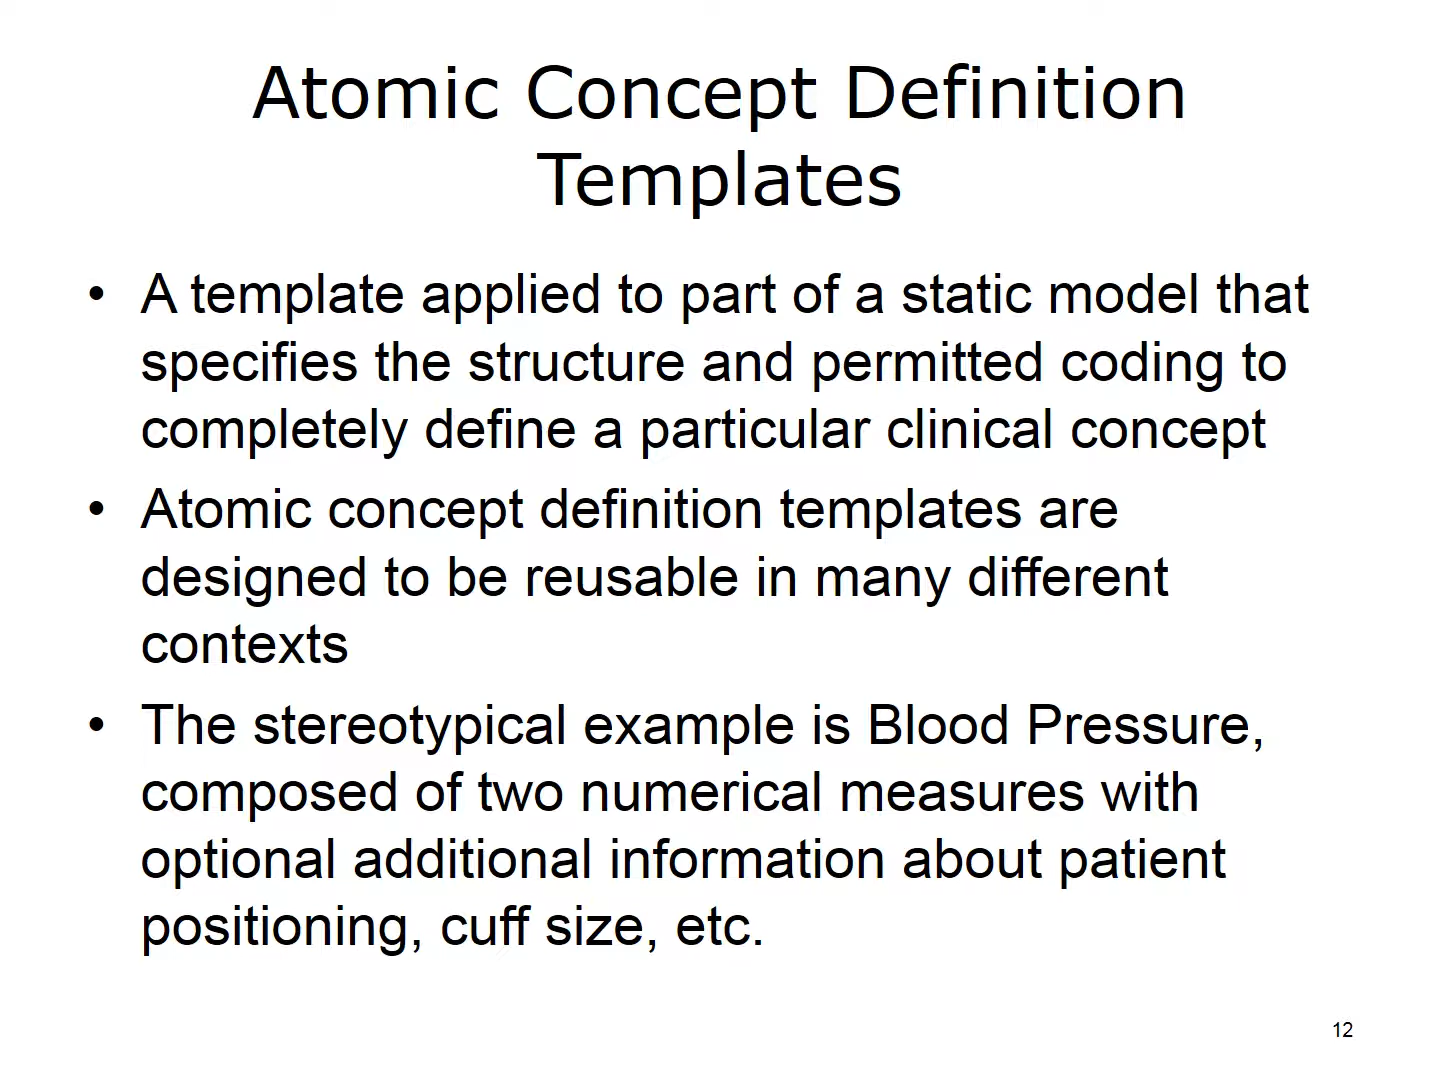 Atomic Concept Definition
Templates
• A template applied to part of a static model that
specifies the structure and permitted coding to
completely define a particular clinical concept
• Atomic concept definition templates are
designed to be reusable in many different
contexts
• The stereotypical example is Blood Pressure,
composed of two numerical measures with
optional additional information about patient
positioning, cuff size, etc.
12